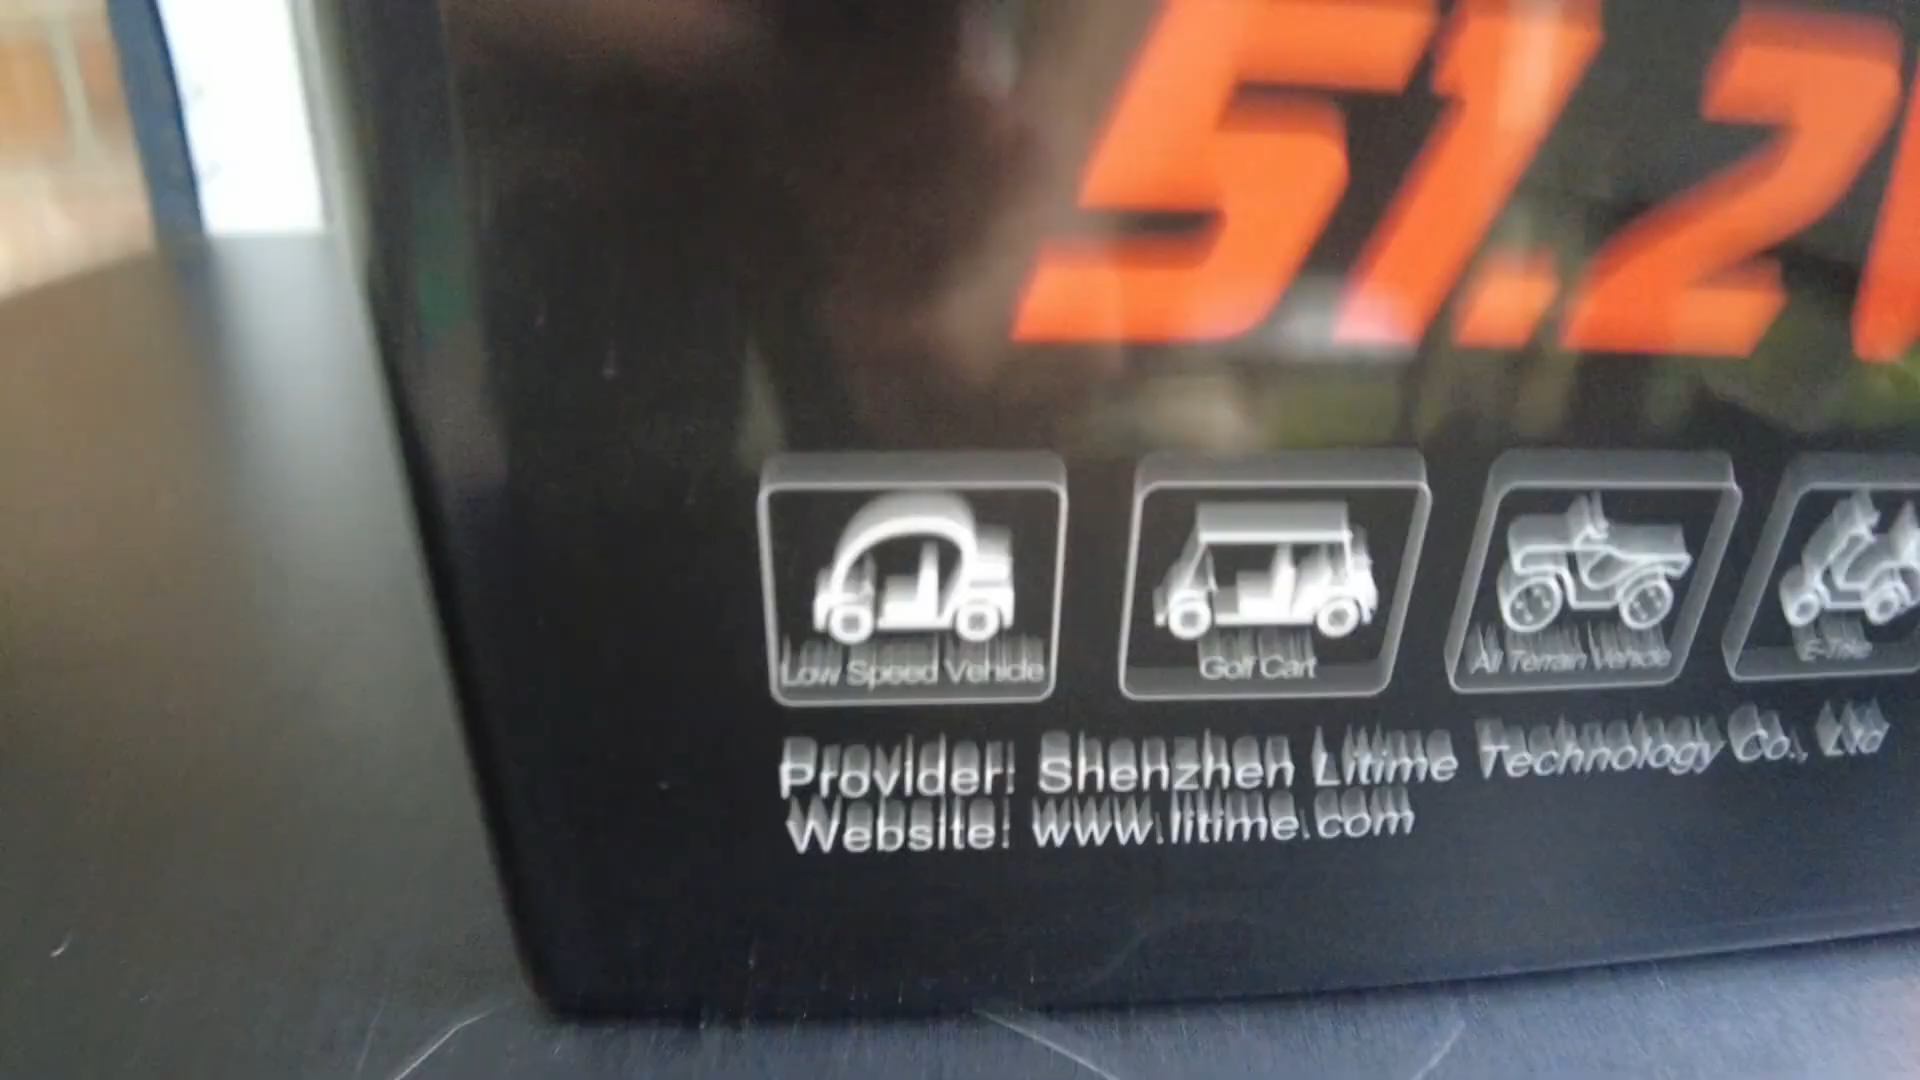 51.2V
Low Speed Vehicle
Golf Cart
All Terrain Vehicle
E-Trike
Provider: Shenzhen Litime Technology Co., Ltd
Website: www.litime.com